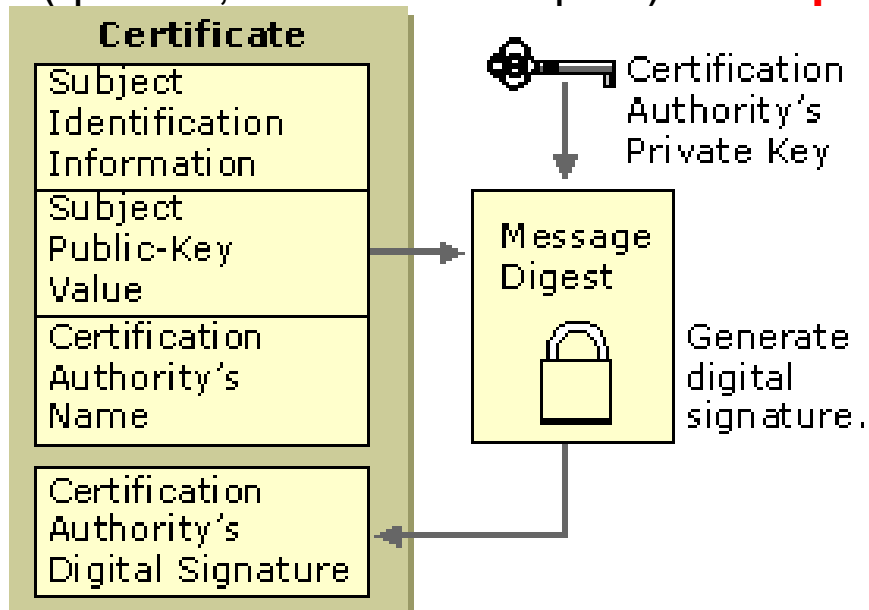 Certificate
Subject
Identification
Information
Subject
Public-Key
Value
Certification
Authority's
Name
Certification
Authority's
Digital Signature
Certification
Authority's
Private Key
Message
Digest
Generate
digital
signature.